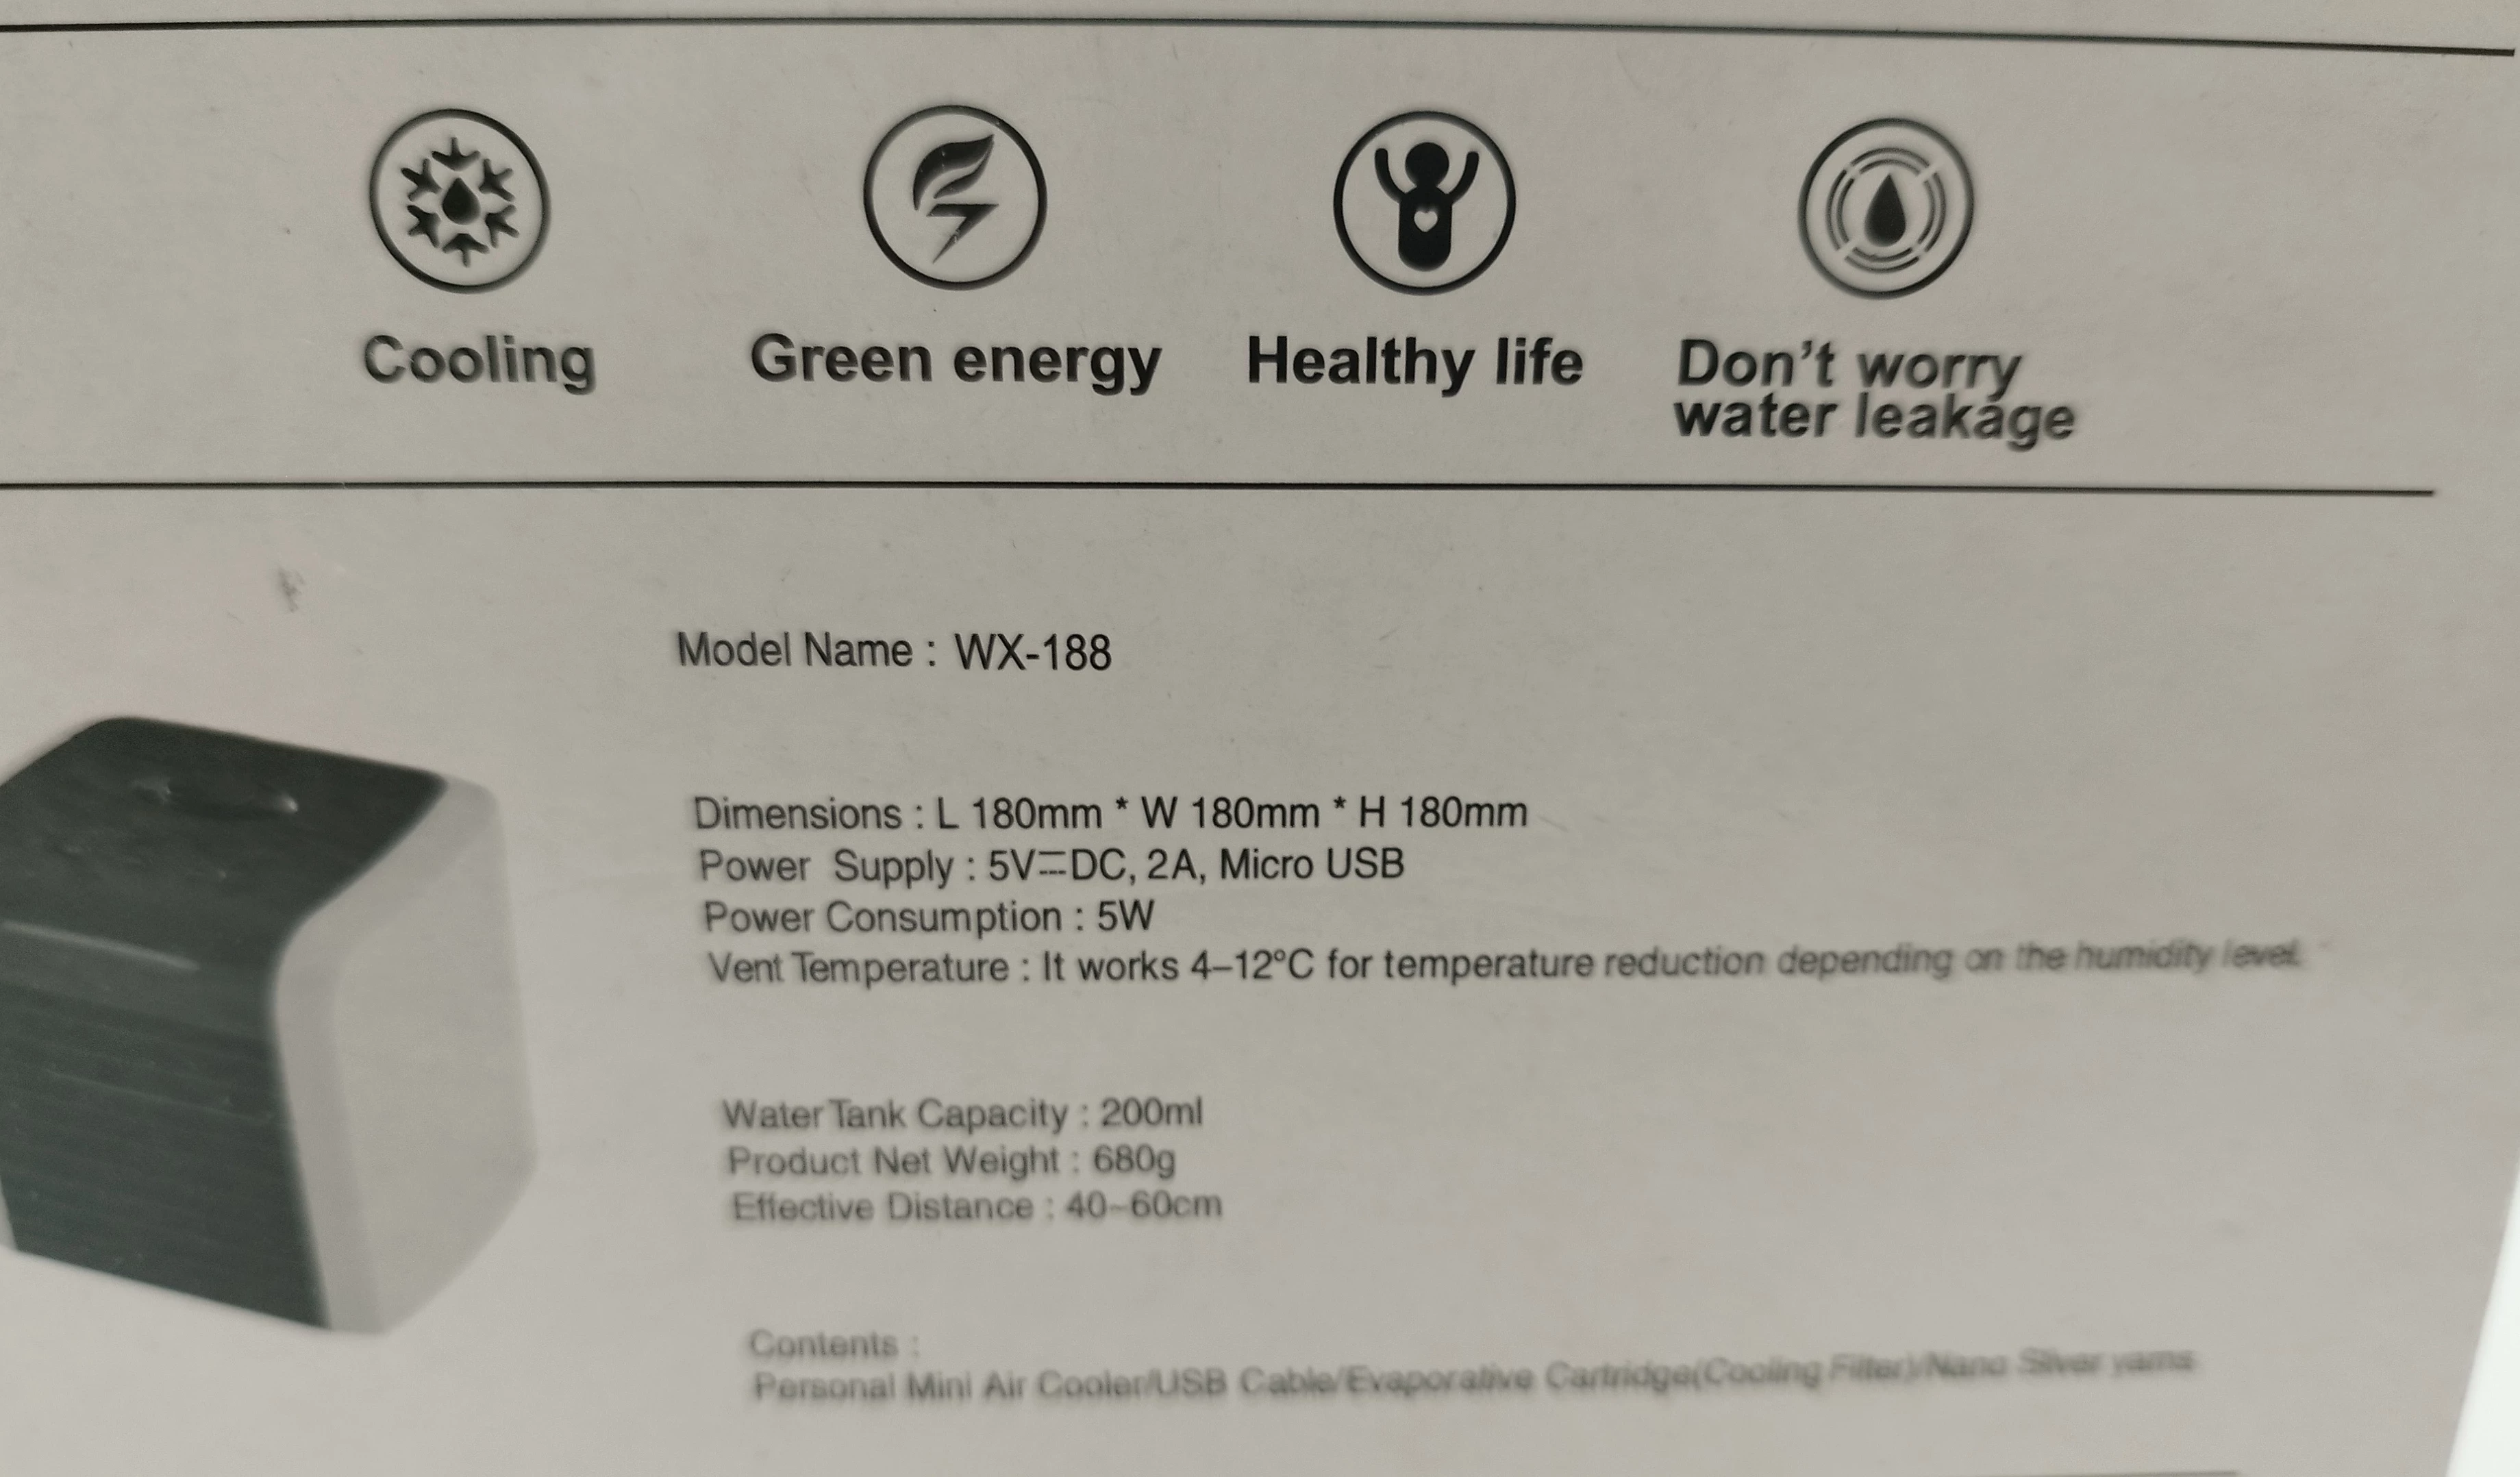 Cooling
Green energy
Healthy life
Don't worry
water leakage
Model Name : WX-188
Dimensions : L 180mm * W 180mm * H 180mm
Power Supply : 5V⎓DC, 2A, Micro USB
Power Consumption : 5W
Vent Temperature : It works 4–12°C for temperature reduction depending on the humidity level.
Water Tank Capacity : 200ml
Product Net Weight : 680g
Effective Distance : 40~60cm
Contents :
Personal Mini Air Cooler/USB Cable/Evaporative Cartridge(Cooling Filter)/Nano Silver yarns